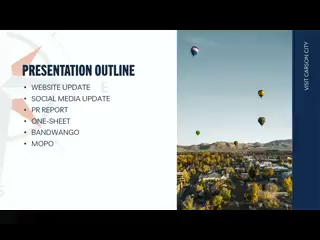 PRESENTATION OUTLINE
• WEBSITE UPDATE
• SOCIAL MEDIA UPDATE
• PR REPORT
• ONE-SHEET
• BANDWANGO
• MOPO
VISIT CARSON CITY